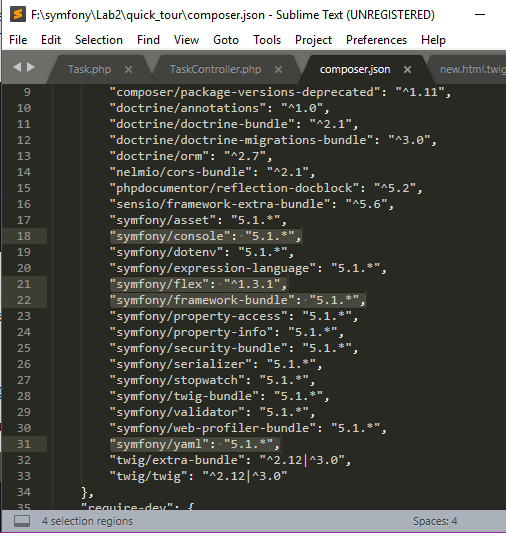 F:\symfony\Lab2\quick_tour\composer.json - Sublime Text (UNREGISTERED)
File Edit Selection Find View Goto Tools Project Preferences Help
Task.php TaskController.php composer.json new.html.twig
9 "composer/package-versions-deprecated": "^1.11",
10 "doctrine/annotations": "^1.0",
11 "doctrine/doctrine-bundle": "^2.1",
12 "doctrine/doctrine-migrations-bundle": "^3.0",
13 "doctrine/orm": "^2.7",
14 "nelmio/cors-bundle": "^2.1",
15 "phpdocumentor/reflection-docblock": "^5.2",
16 "sensio/framework-extra-bundle": "^5.6",
17 "symfony/asset": "5.1.*",
18 "symfony/console": "5.1.*",
19 "symfony/dotenv": "5.1.*",
20 "symfony/expression-language": "5.1.*",
21 "symfony/flex": "^1.3.1",
22 "symfony/framework-bundle": "5.1.*",
23 "symfony/property-access": "5.1.*",
24 "symfony/property-info": "5.1.*",
25 "symfony/security-bundle": "5.1.*",
26 "symfony/serializer": "5.1.*",
27 "symfony/stopwatch": "5.1.*",
28 "symfony/twig-bundle": "5.1.*",
29 "symfony/validator": "5.1.*",
30 "symfony/web-profiler-bundle": "5.1.*",
31 "symfony/yaml": "5.1.*",
32 "twig/extra-bundle": "^2.12|^3.0",
33 "twig/twig": "^2.12|^3.0"
34 },
35 "require-dev": {
4 selection regions Spaces: 4